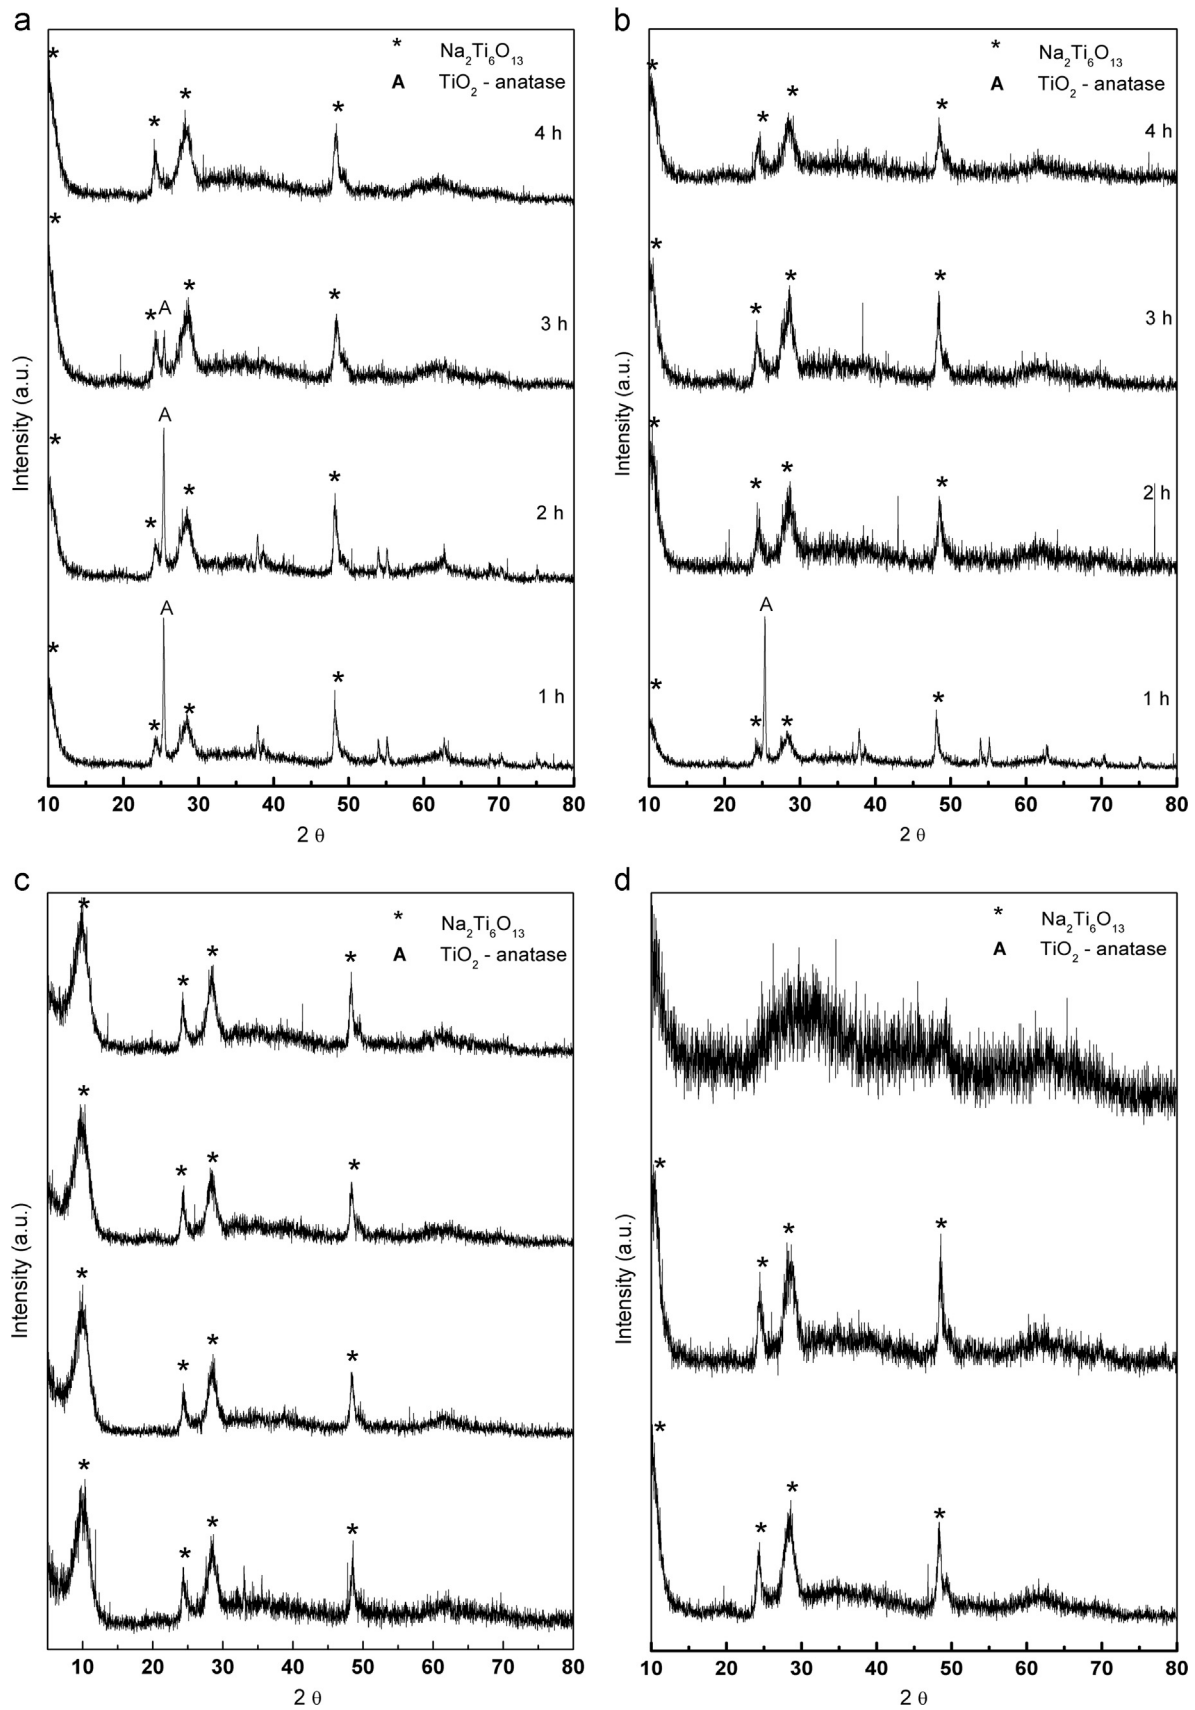 a
* Na₂Ti₆O₁₃
A TiO₂ - anatase
* * * *
4 h
* * A * *
3 h
* * A * *
2 h
* * A * *
1 h
Intensity (a.u.)
10 20 30 40 50 60 70 80
2 θ
b
* Na₂Ti₆O₁₃
A TiO₂ - anatase
* * * *
4 h
* * * *
3 h
* * * *
2 h
* * A * *
1 h
Intensity (a.u.)
10 20 30 40 50 60 70 80
2 θ
c
* Na₂Ti₆O₁₃
A TiO₂ - anatase
* * * *
* * * *
* * * *
* * * *
Intensity (a.u.)
10 20 30 40 50 60 70 80
2 θ
d
* Na₂Ti₆O₁₃
A TiO₂ - anatase
* * * *
* * * *
Intensity (a.u.)
10 20 30 40 50 60 70 80
2 θ